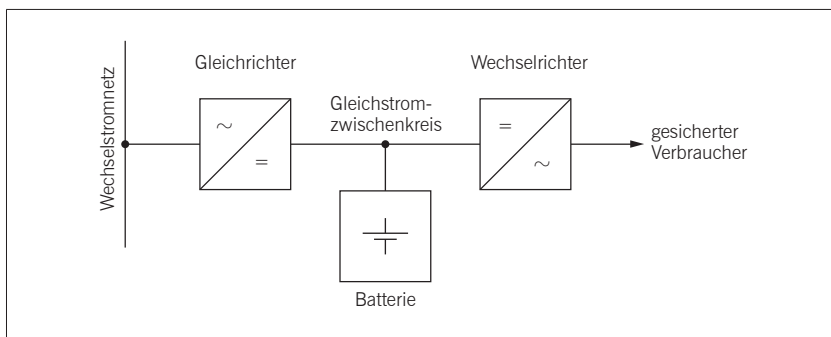 Gleichrichter
Wechselrichter
Gleichstrom-
zwischenkreis
Wechselstromnetz
~
=
=
~
gesicherter
Verbraucher
Batterie